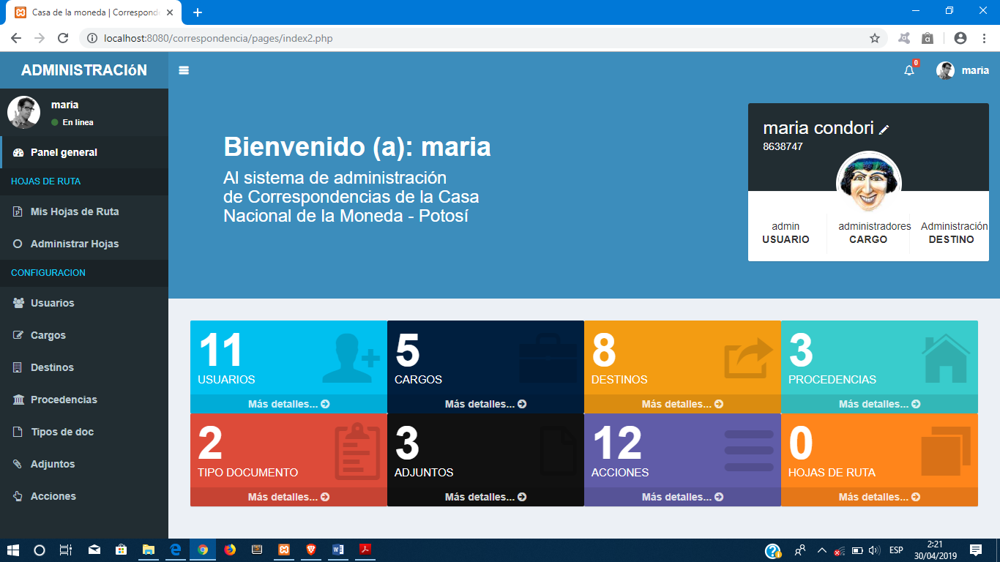 Casa de la moneda | Correspond
localhost:8080/correspondencia/pages/index2.php
ADMINISTRACIóN
0
maria
maria
En linea
Panel general
HOJAS DE RUTA
Mis Hojas de Ruta
Administrar Hojas
CONFIGURACION
Usuarios
Cargos
Destinos
Procedencias
Tipos de doc
Adjuntos
Acciones
Bienvenido (a): maria
Al sistema de administración
de Correspondencias de la Casa
Nacional de la Moneda - Potosí
maria condori
8638747
admin
USUARIO
administradores
CARGO
Administración
DESTINO
11
USUARIOS
Más detalles...
5
CARGOS
Más detalles...
8
DESTINOS
Más detalles...
3
PROCEDENCIAS
Más detalles...
2
TIPO DOCUMENTO
Más detalles...
3
ADJUNTOS
Más detalles...
12
ACCIONES
Más detalles...
0
HOJAS DE RUTA
Más detalles...
ESP
2:21
30/04/2019